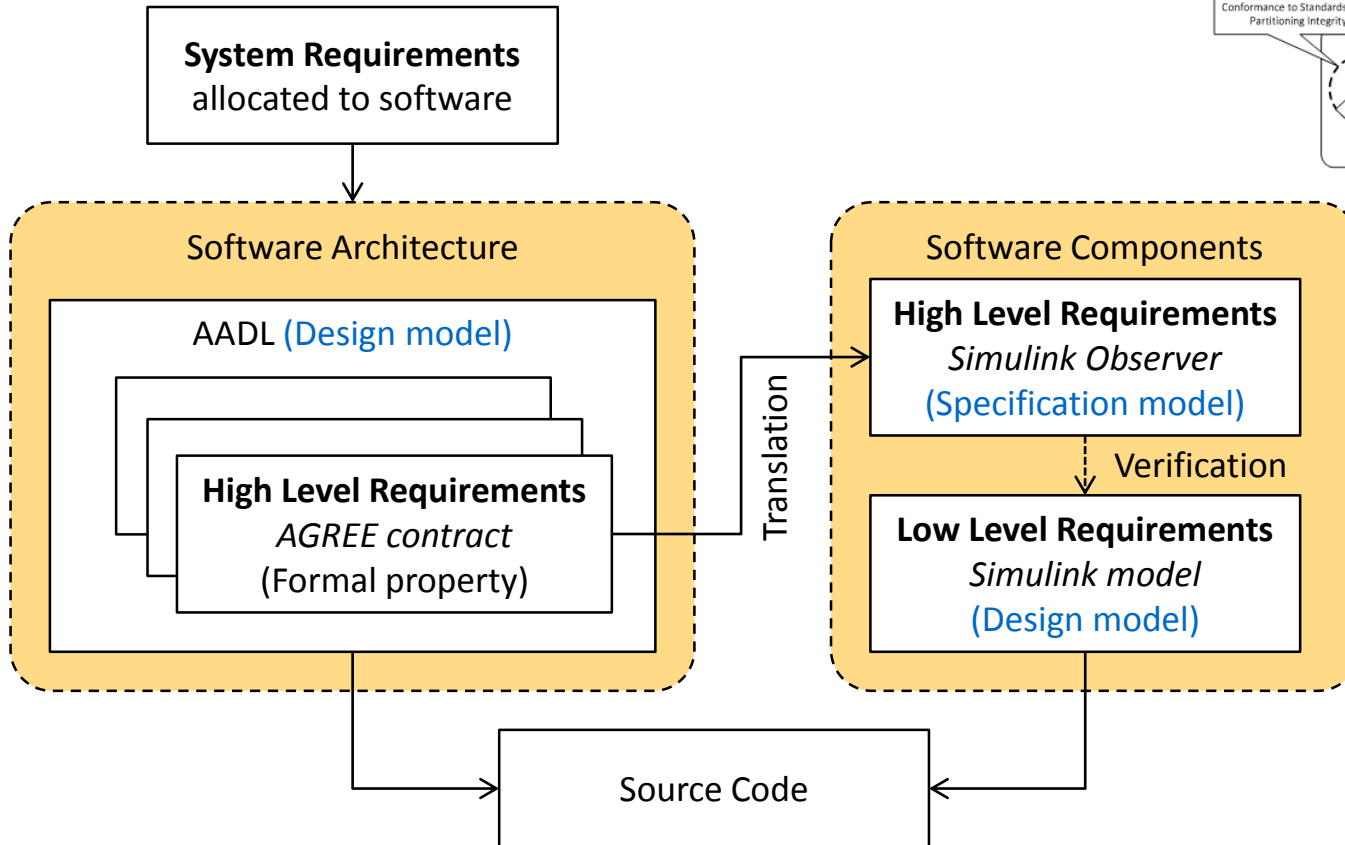 Conformance to Standards
Partitioning Integrity
System Requirements
allocated to software
Software Architecture
AADL (Design model)
High Level Requirements
AGREE contract
(Formal property)
Translation
Software Components
High Level Requirements
Simulink Observer
(Specification model)
Verification
Low Level Requirements
Simulink model
(Design model)
Source Code